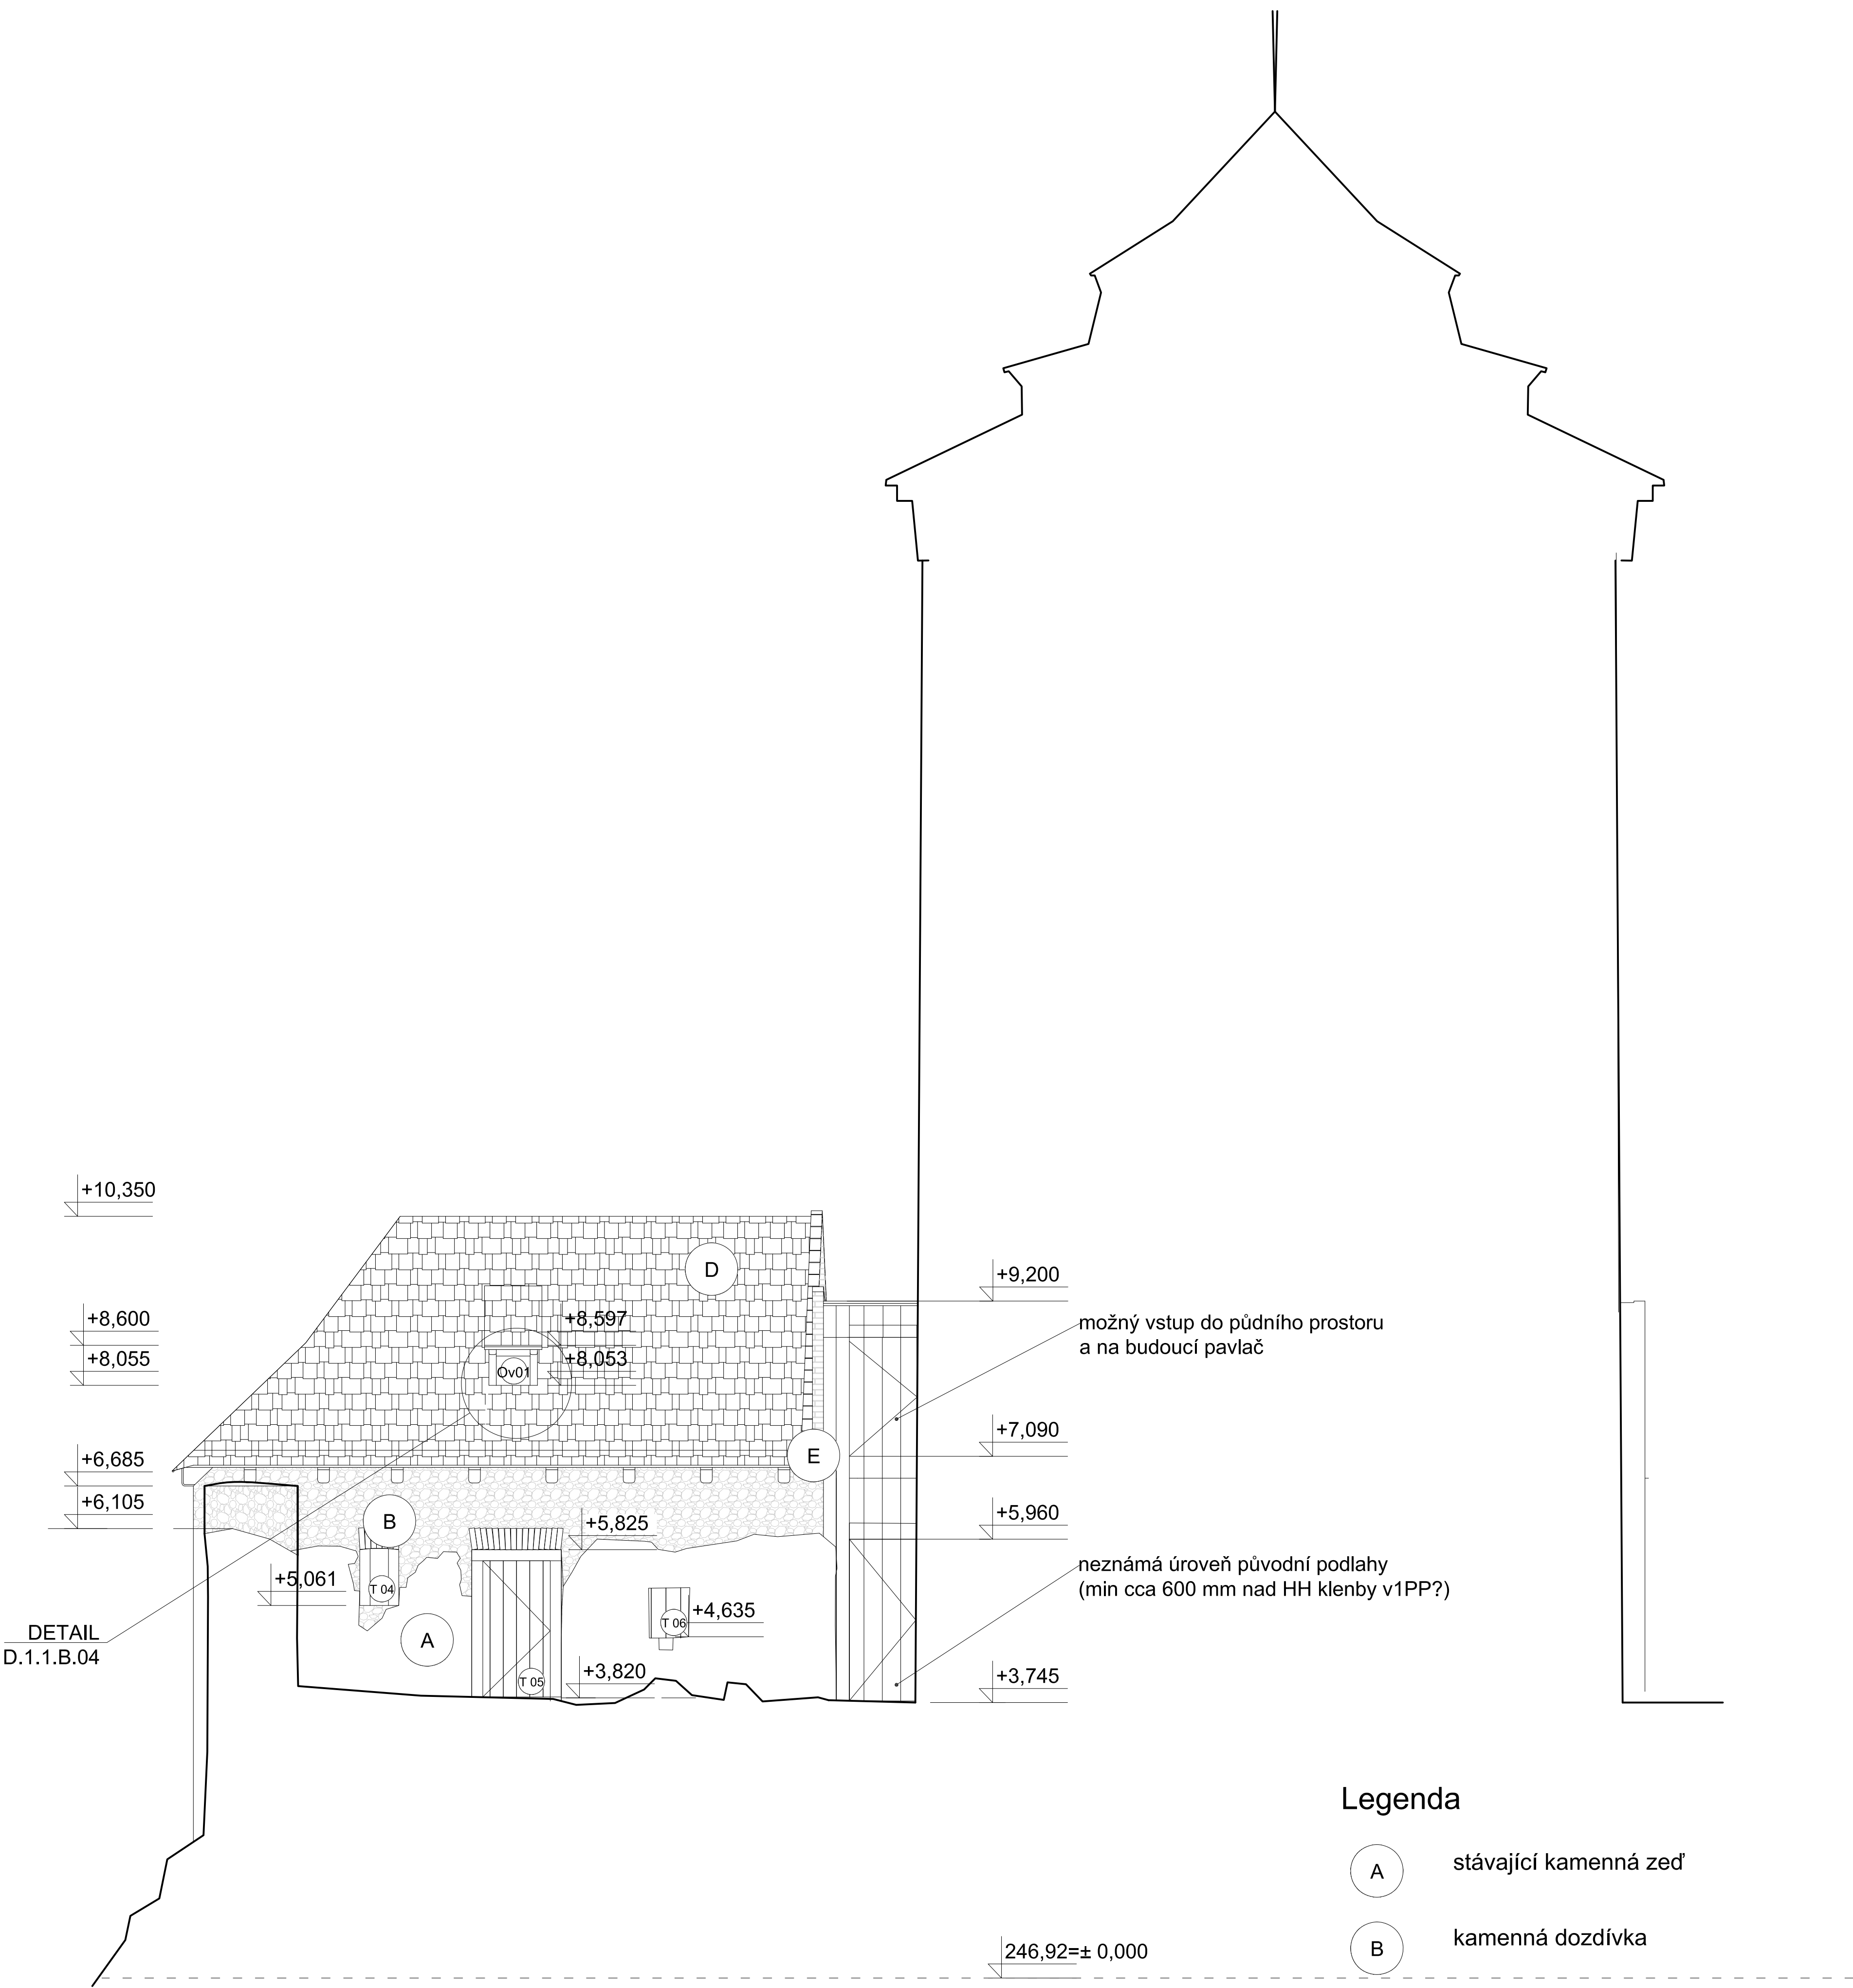 +10,350
D
+9,200
+8,600
+8,597
možný vstup do půdního prostoru
a na budoucí pavlač
+8,055
+8,053
Ov01
+7,090
E
+6,685
+6,105
B
+5,825
+5,960
neznámá úroveň původní podlahy
(min cca 600 mm nad HH klenby v1PP?)
+5,061
T 04
+4,635
T 06
DETAIL
D.1.1.B.04
A
+3,820
T 05
+3,745
Legenda
A
stávající kamenná zeď
B
kamenná dozdívka
246,92=± 0,000